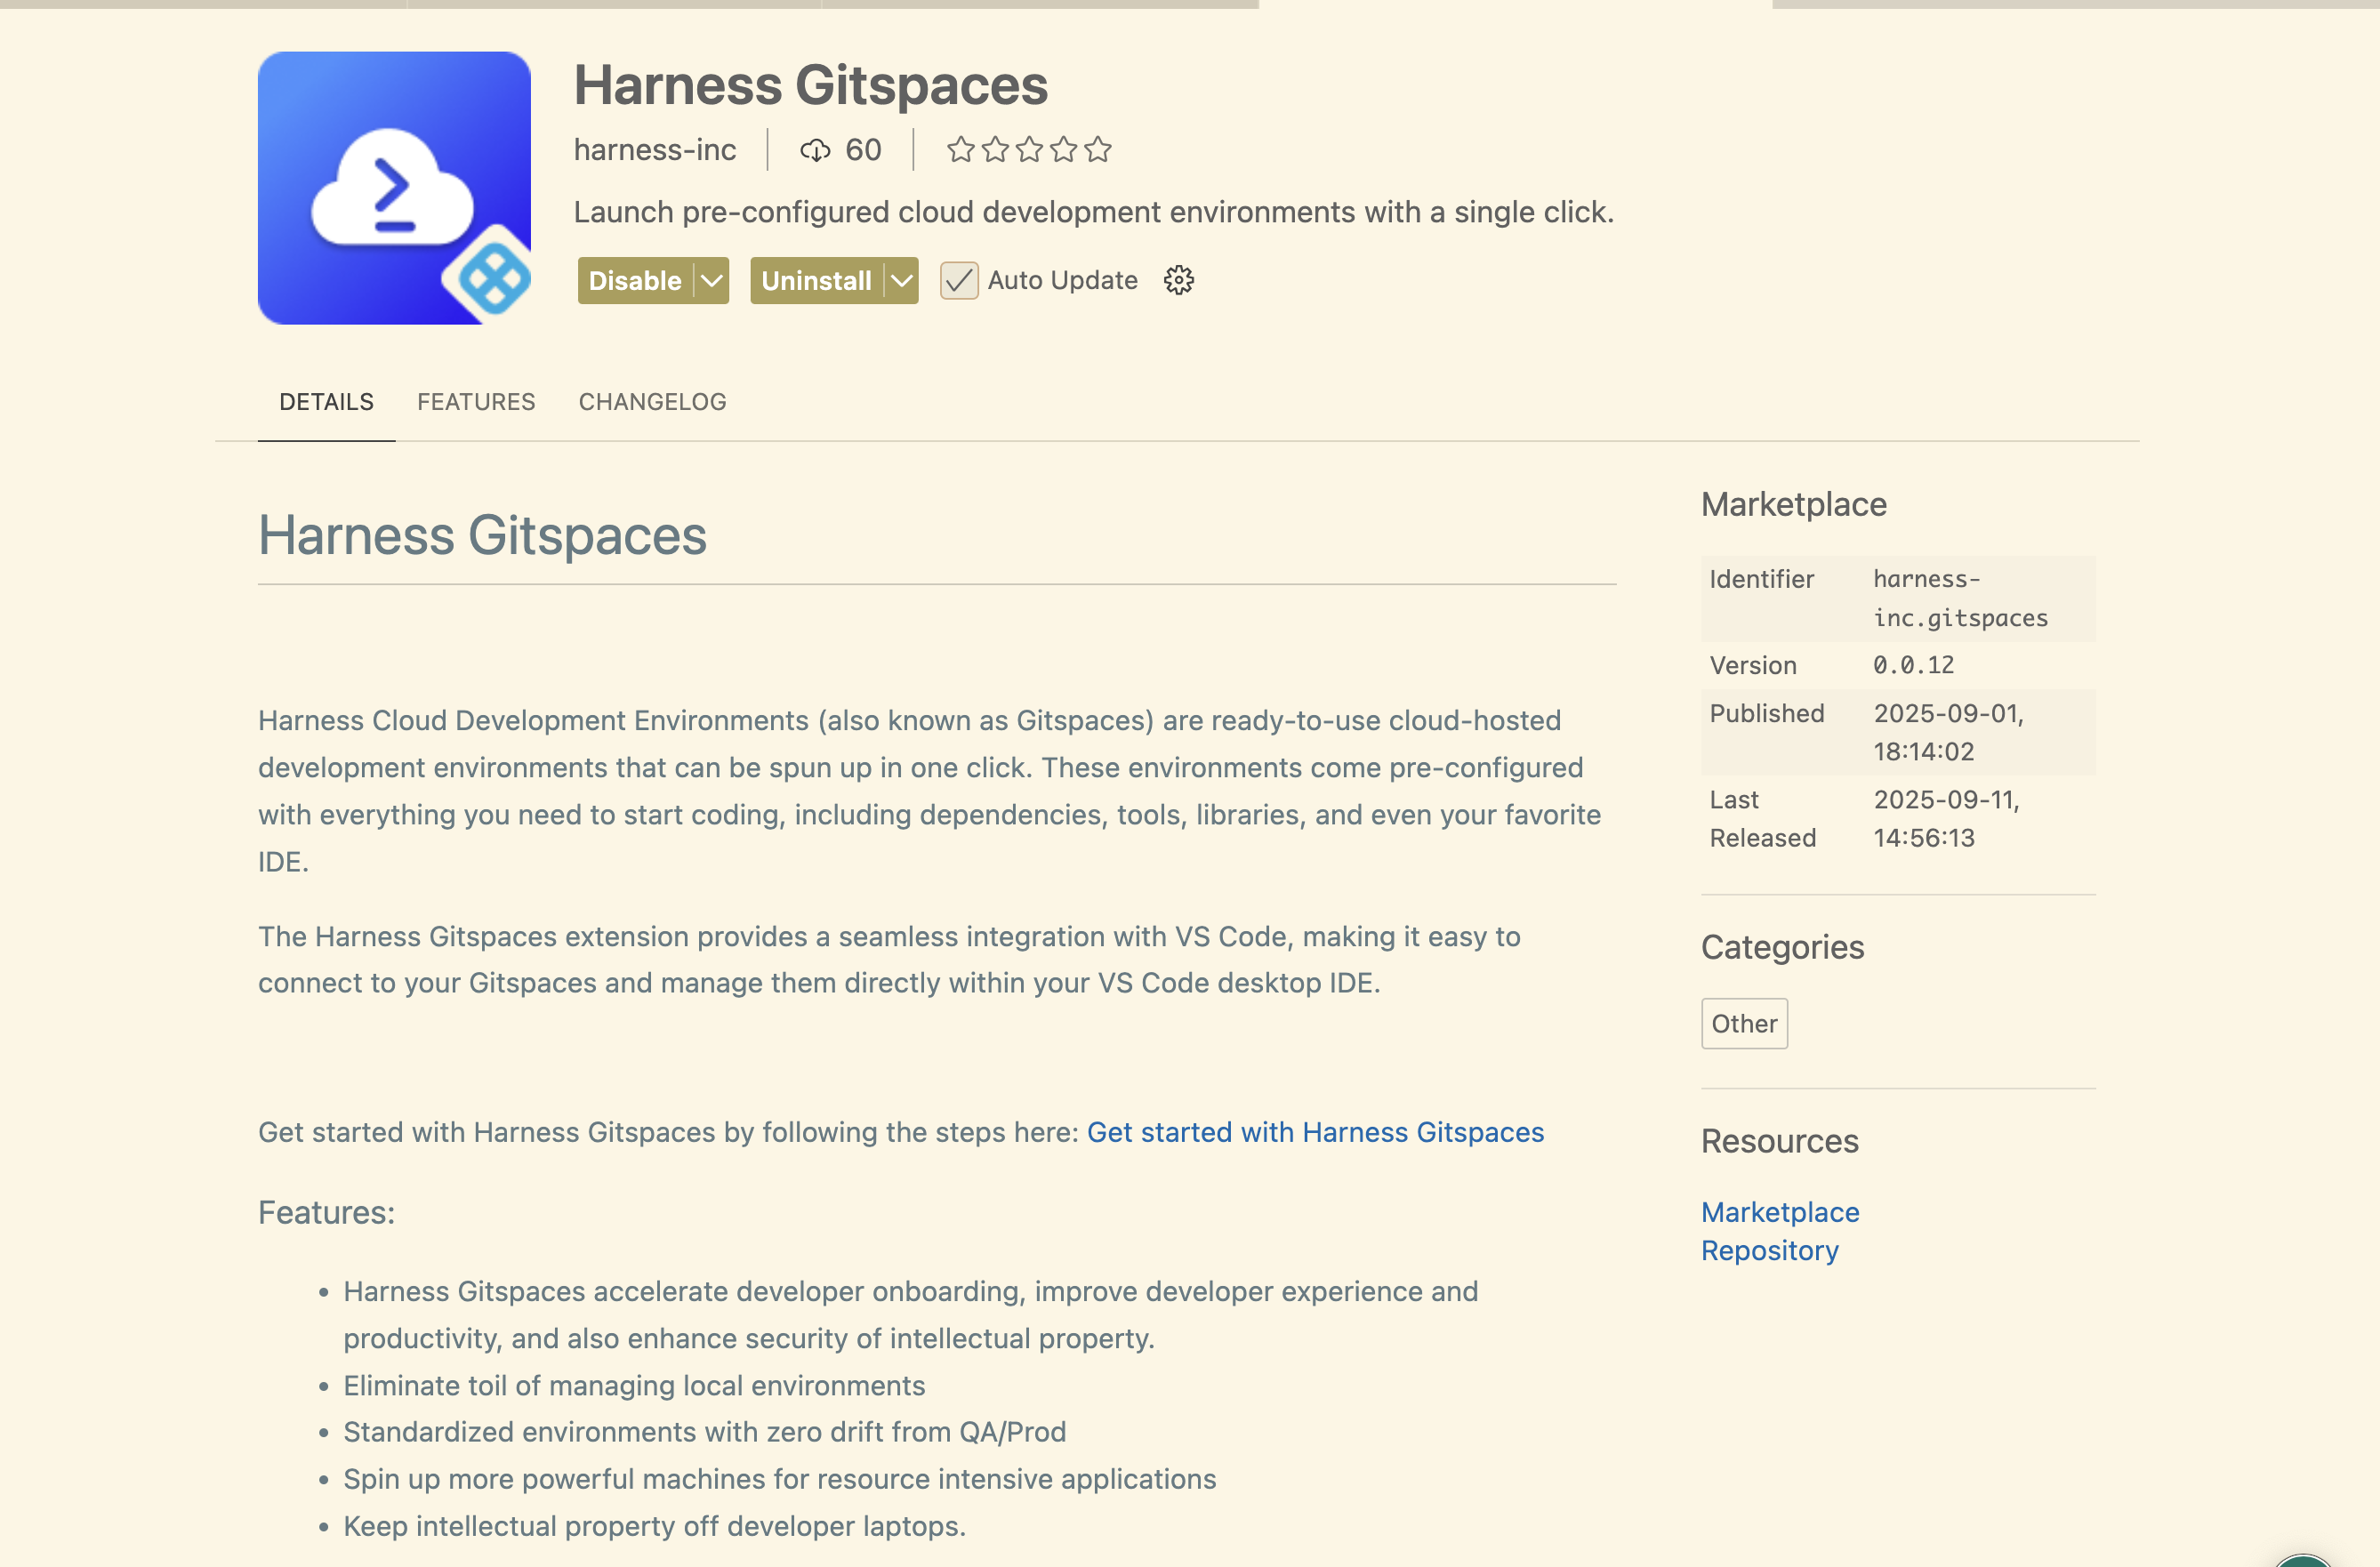 Harness Gitspaces
harness-inc
60
Launch pre-configured cloud development environments with a single click.
Disable
Uninstall
Auto Update
DETAILS
FEATURES
CHANGELOG
Harness Gitspaces
Harness Cloud Development Environments (also known as Gitspaces) are ready-to-use cloud-hosted
development environments that can be spun up in one click. These environments come pre-configured
with everything you need to start coding, including dependencies, tools, libraries, and even your favorite
IDE.
The Harness Gitspaces extension provides a seamless integration with VS Code, making it easy to
connect to your Gitspaces and manage them directly within your VS Code desktop IDE.
Get started with Harness Gitspaces by following the steps here: Get started with Harness Gitspaces
Features:
• Harness Gitspaces accelerate developer onboarding, improve developer experience and
productivity, and also enhance security of intellectual property.
• Eliminate toil of managing local environments
• Standardized environments with zero drift from QA/Prod
• Spin up more powerful machines for resource intensive applications
• Keep intellectual property off developer laptops.
Marketplace
Identifier harness-
inc.gitspaces
Version 0.0.12
Published 2025-09-01,
18:14:02
Last 2025-09-11,
Released 14:56:13
Categories
Other
Resources
Marketplace
Repository